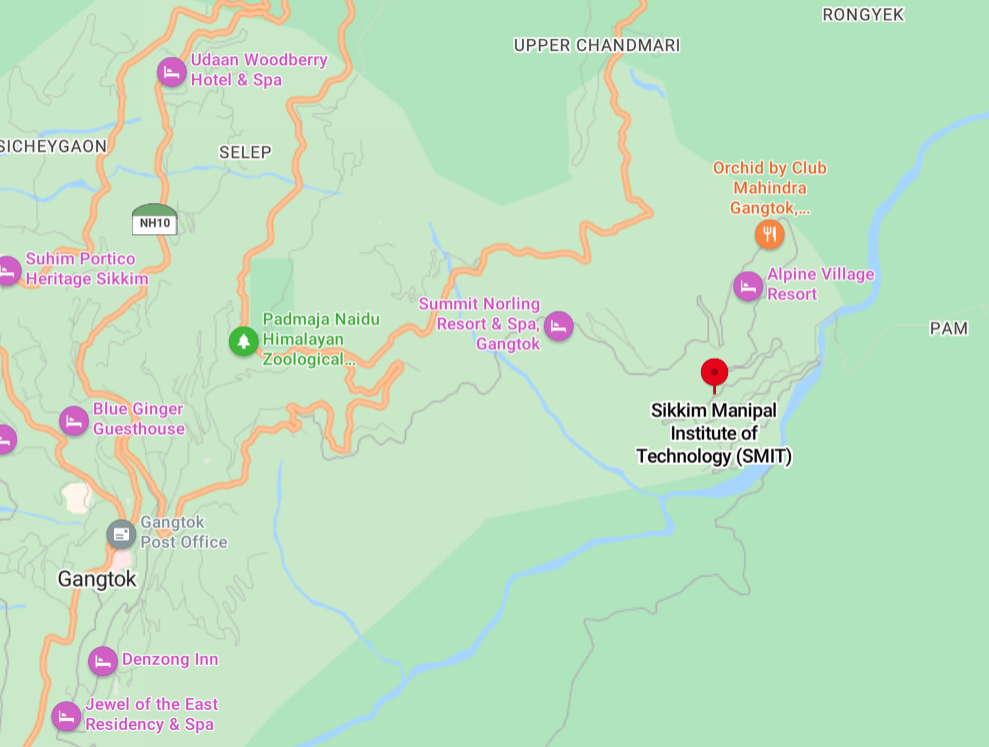 RONGYEK
UPPER CHANDMARI
Udaan Woodberry
Hotel & Spa
SICHEYGAON
SELEP
Orchid by Club
Mahindra
Gangtok,...
NH10
Suhim Portico
Heritage Sikkim
Alpine Village
Resort
Summit Norling
Resort & Spa,
Gangtok
Padmaja Naidu
Himalayan
Zoological...
PAM
Blue Ginger
Guesthouse
Sikkim Manipal
Institute of
Technology (SMIT)
Gangtok
Post Office
Gangtok
Denzong Inn
Jewel of the East
Residency & Spa